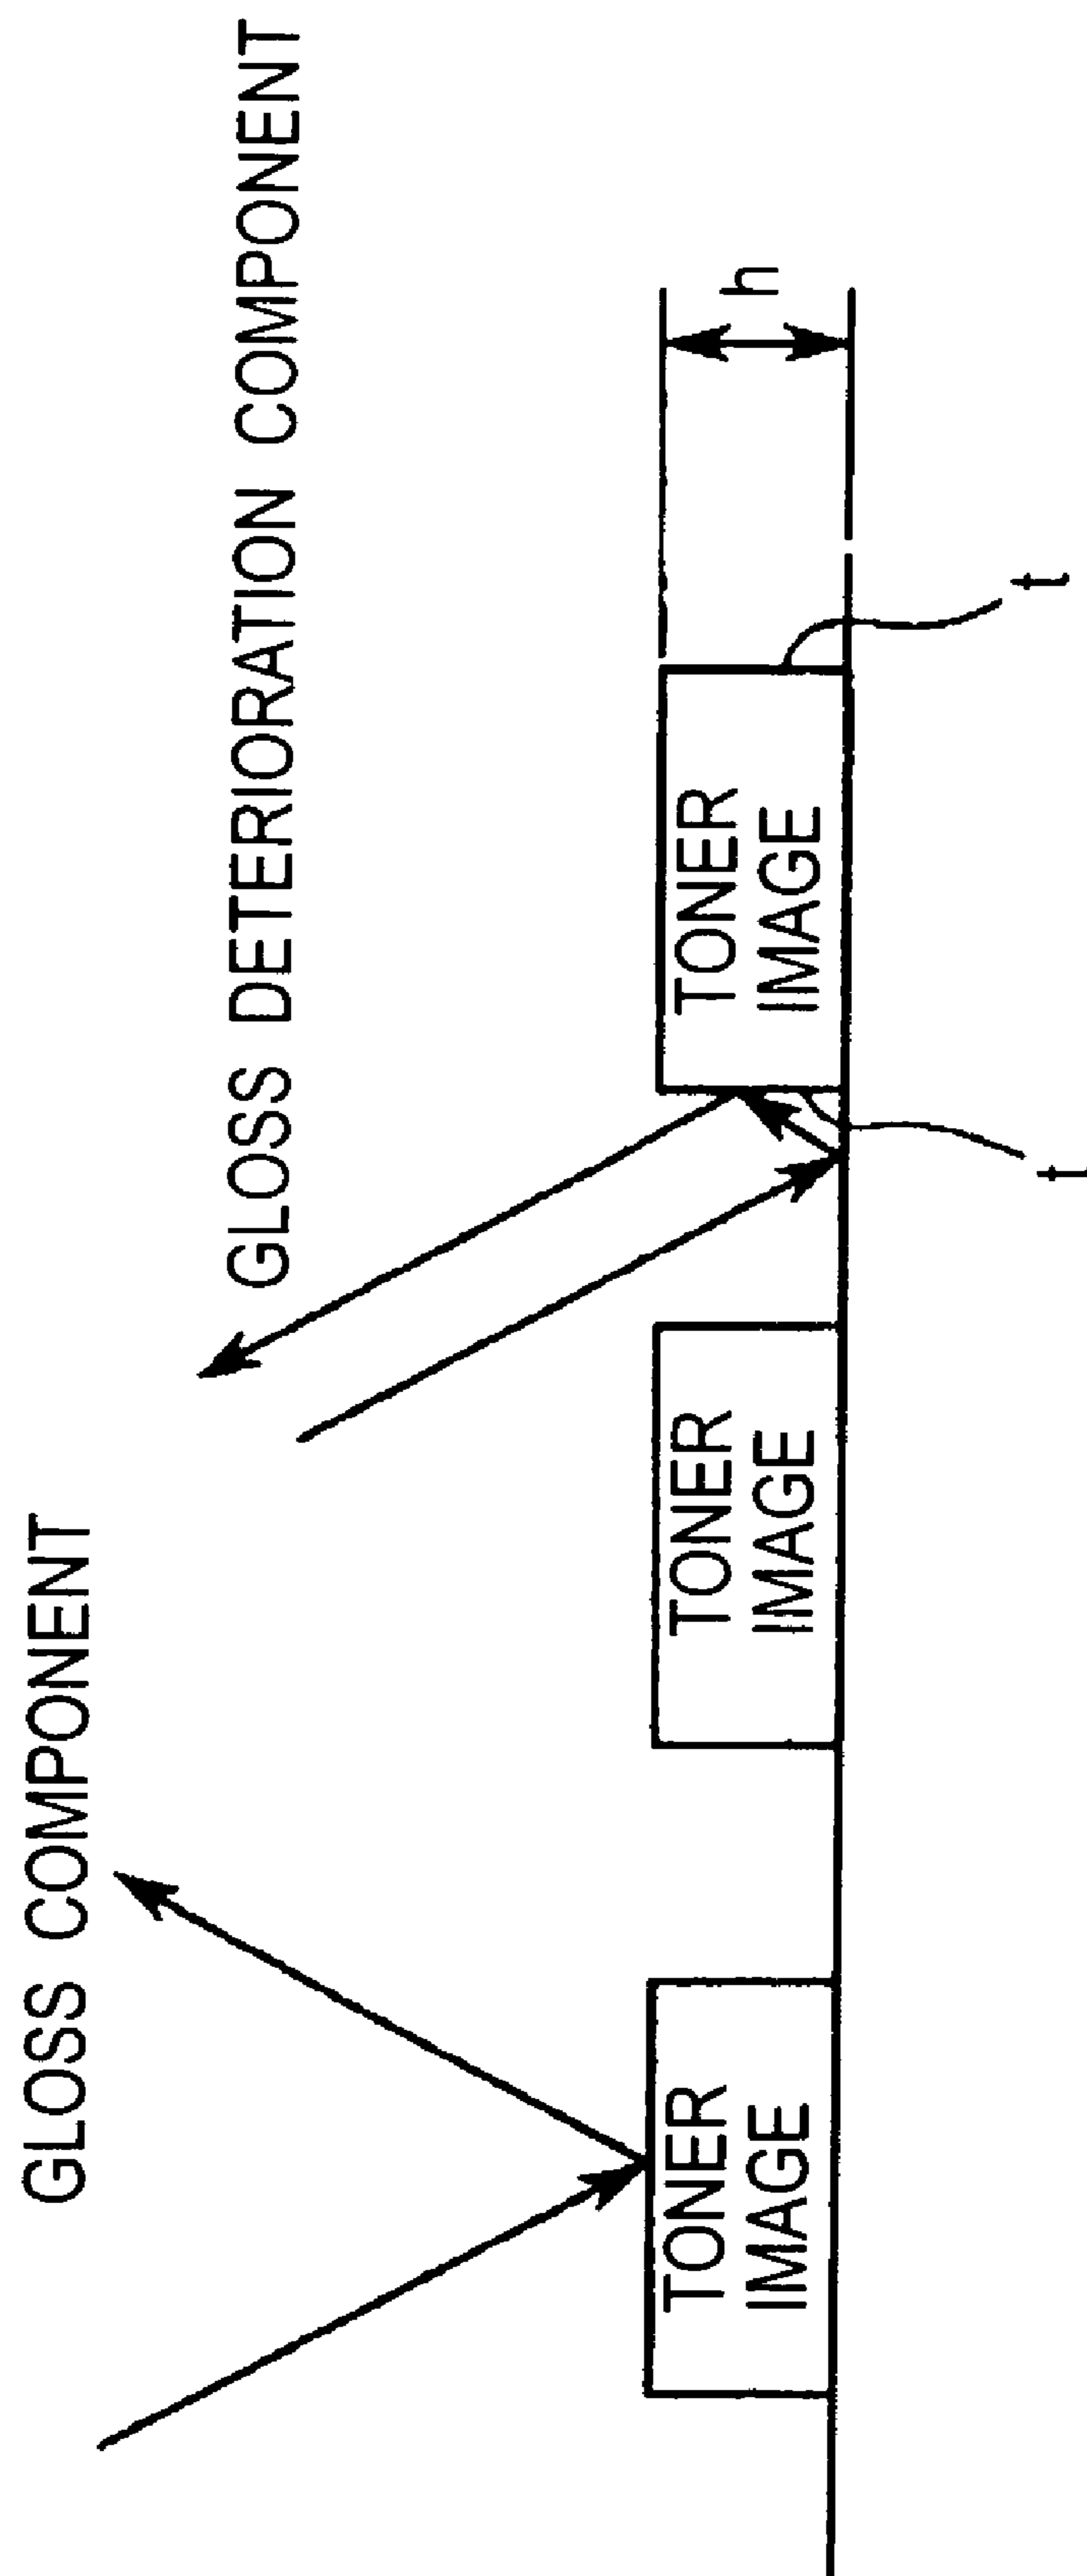 GLOSS COMPONENT
GLOSS DETERIORATION COMPONENT
TONER
IMAGE
TONER
IMAGE
TONER
IMAGE
h
t
t